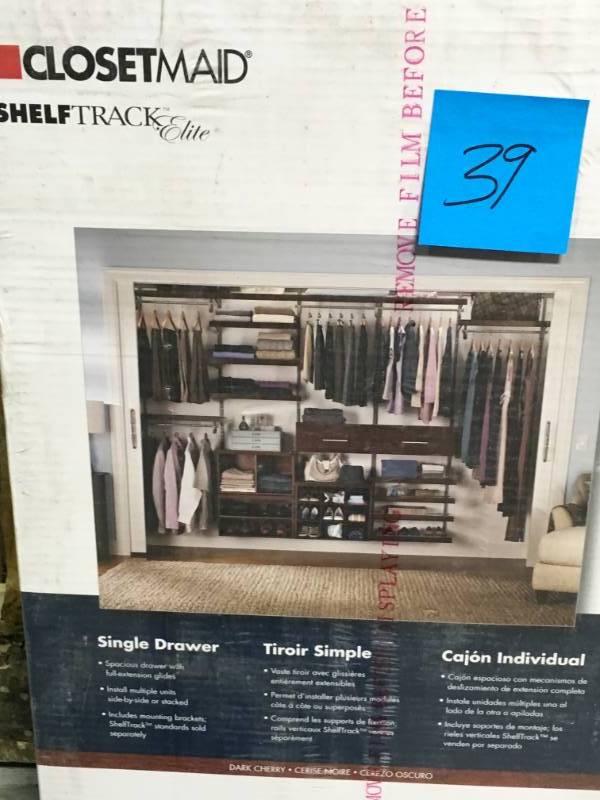 CLOSETMAID®
SHELFTRACK™
Elite®
39
REMOVE FILM BEFORE
SPLAYING
Single Drawer
• Spacious drawer with
full-extension glides
• Install multiple units
side-by-side or stacked
• Includes mounting brackets;
ShelfTrack™ standards sold
separately
Tiroir Simple
• Vaste tiroir avec glissières
entièrement extensibles
• Permet d'installer plusieurs modules
côte à côte ou superposés
• Comprend les supports de fixation;
rails verticaux ShelfTrack™ vendus
séparément
Cajón Individual
• Cajón espacioso con mecanismos de
deslizamiento de extensión completa
• Instale unidades múltiples una al
lado de la otra o apiladas
• Incluye soportes de montaje; los
rieles verticales ShelfTrack™ se
venden por separado
DARK CHERRY • CERISE NOIRE • CEREZO OSCURO